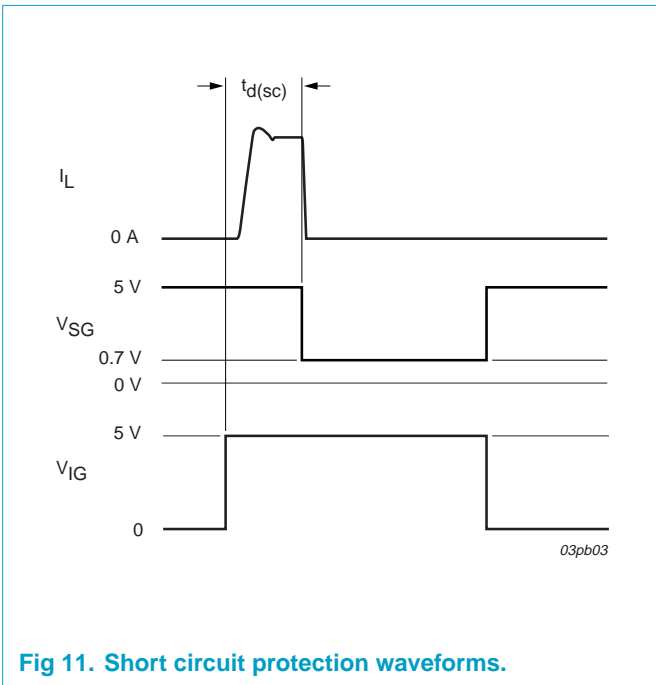 td(sc)
IL
0 A
5 V
VSG
0.7 V
0 V
5 V
VIG
0
03pb03
Fig 11. Short circuit protection waveforms.